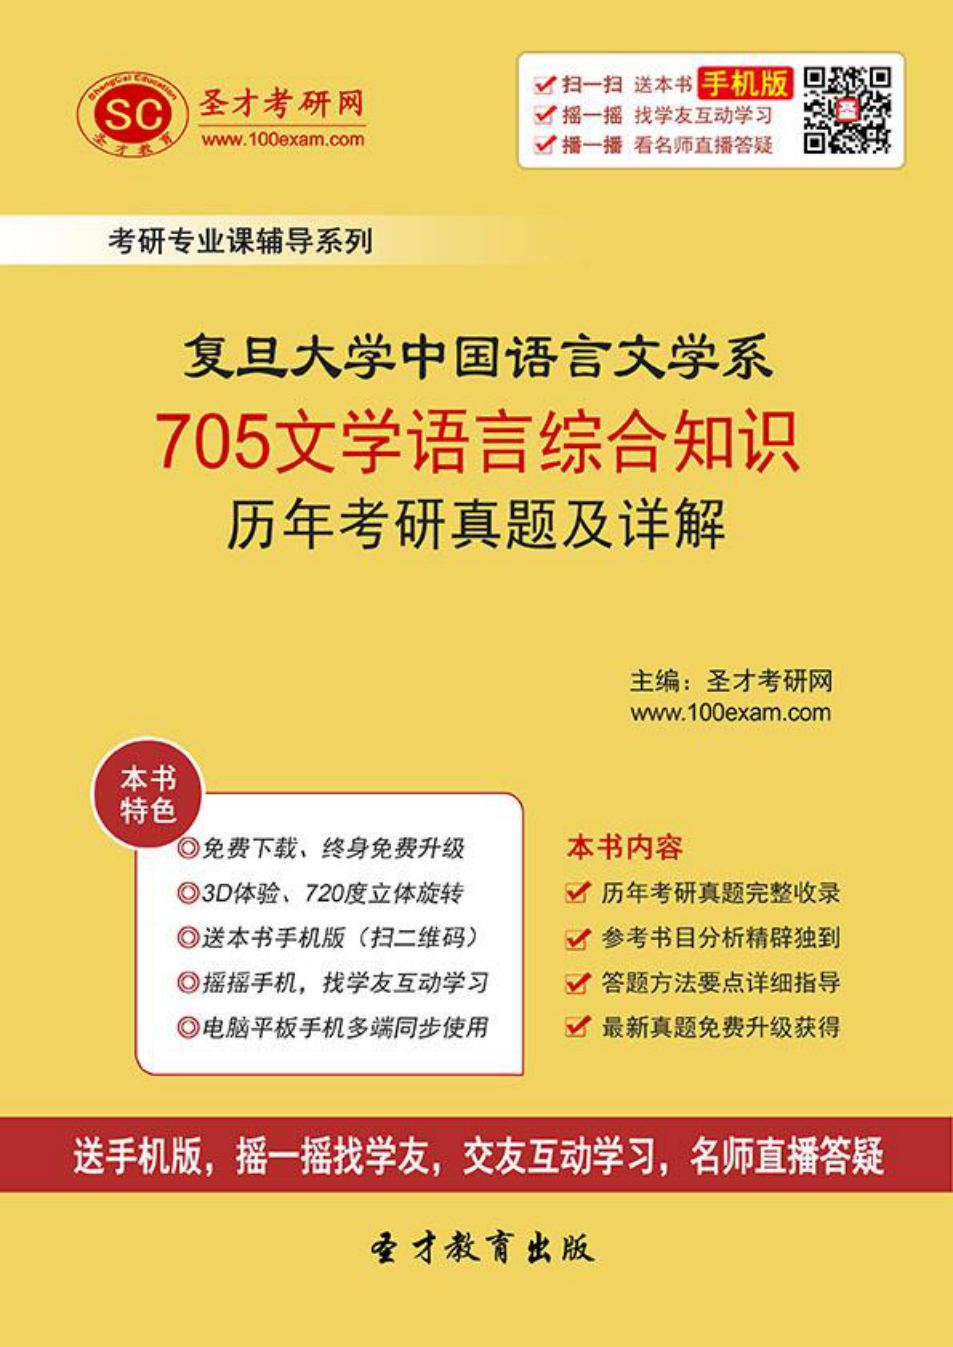 ShengCai Education
SC
圣才教育
圣才考研网
www.100exam.com
扫一扫 送本书 手机版
摇一摇 找学友互动学习
播一播 看名师直播答疑
圣
考研专业课辅导系列
复旦大学中国语言文学系
705文学语言综合知识
历年考研真题及详解
主编：圣才考研网
www.100exam.com
本书
特色
◎免费下载、终身免费升级
◎3D体验、720度立体旋转
◎送本书手机版（扫二维码）
◎摇摇手机，找学友互动学习
◎电脑平板手机多端同步使用
本书内容
历年考研真题完整收录
参考书目分析精辟独到
答题方法要点详细指导
最新真题免费升级获得
送手机版，摇一摇找学友，交友互动学习，名师直播答疑
圣才教育出版